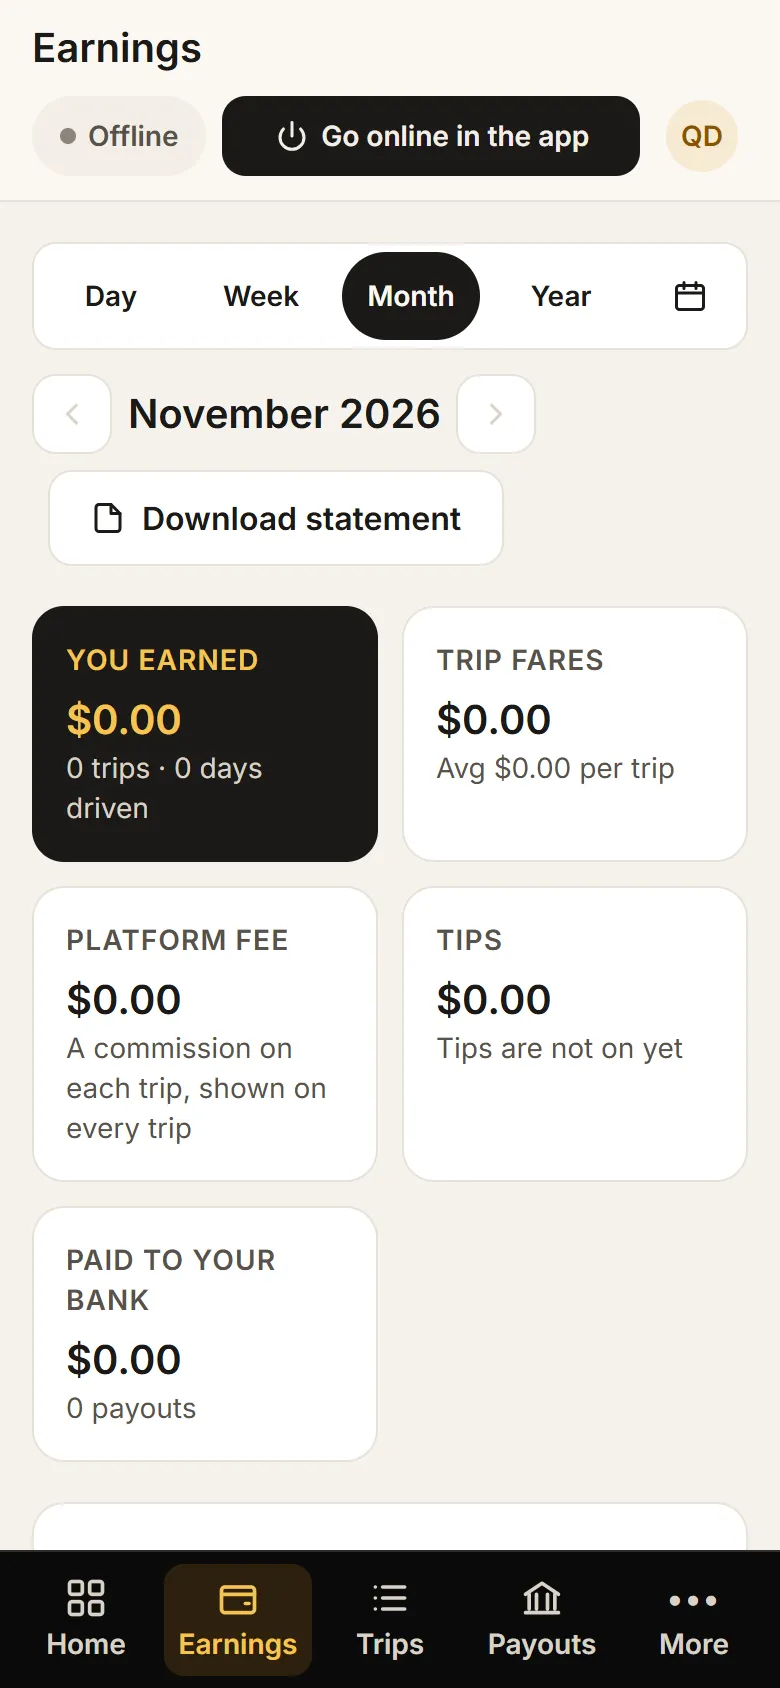 Earnings
Offline
Go online in the app
QD
Day
Week
Month
Year
November 2026
Download statement
YOU EARNED
$0.00
0 trips · 0 days
driven
TRIP FARES
$0.00
Avg $0.00 per trip
PLATFORM FEE
$0.00
A commission on
each trip, shown on
every trip
TIPS
$0.00
Tips are not on yet
PAID TO YOUR
BANK
$0.00
0 payouts
Home
Earnings
Trips
Payouts
More